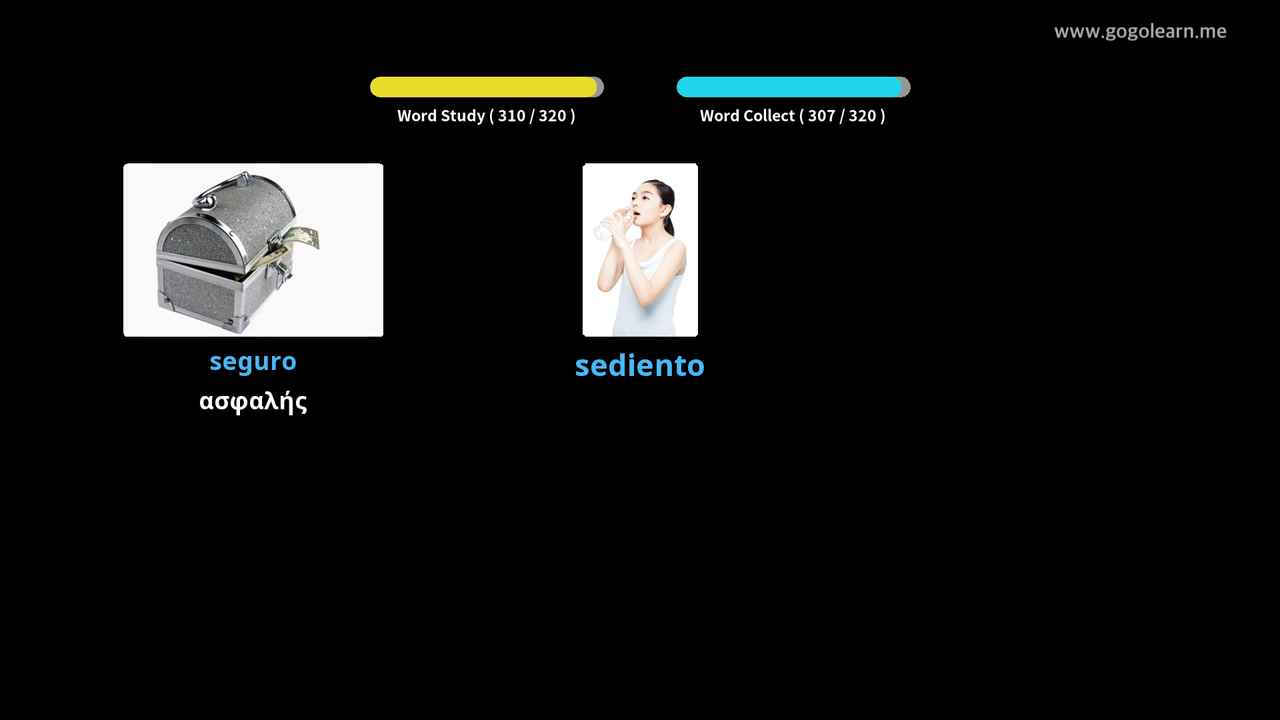 www.gogolearn.me
Word Study ( 310 / 320 )
Word Collect ( 307 / 320 )
seguro
ασφαλής
sediento